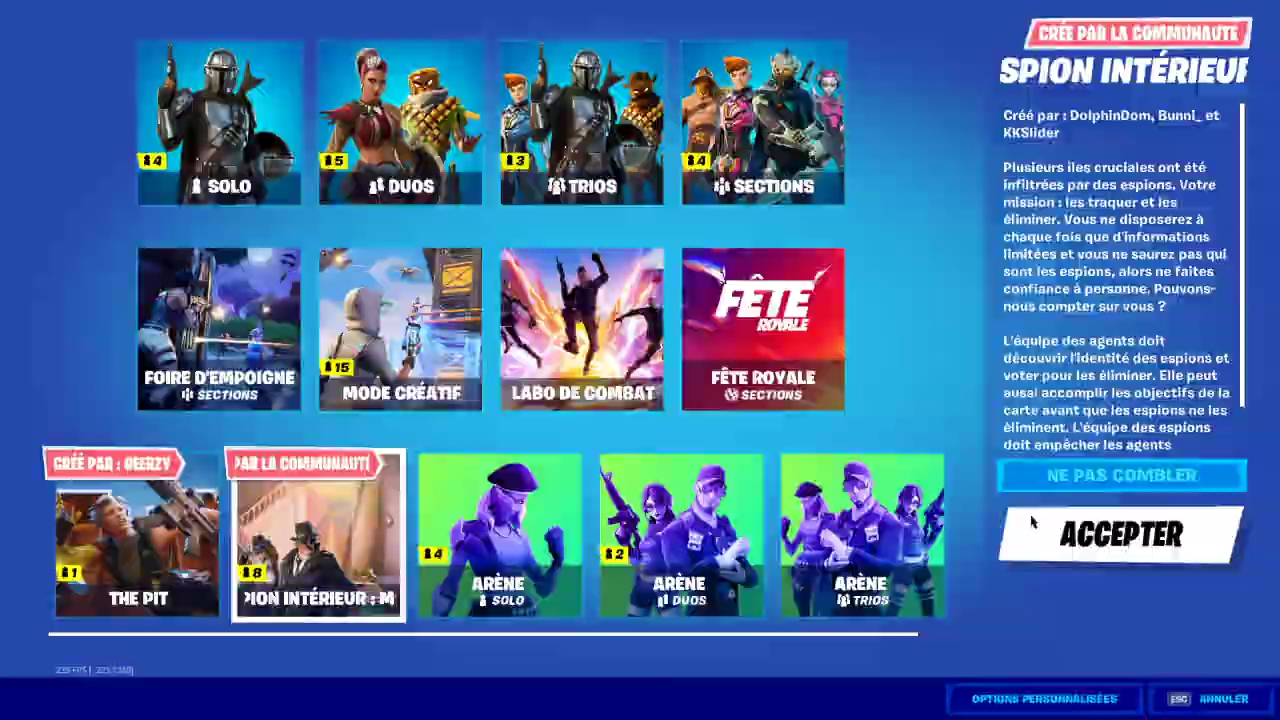 CRÉÉ PAR LA COMMUNAUTÉ
SPION INTÉRIEUR
Créé par : DolphinDom, Bunni_ et
KKSlider
Plusieurs îles cruciales ont été
infiltrées par des espions. Votre
mission : les traquer et les
éliminer. Vous ne disposerez à
chaque fois que d'informations
limitées et vous ne saurez pas qui
sont les espions, alors ne faites
confiance à personne. Pouvons-
nous compter sur vous ?
L'équipe des agents doit
découvrir l'identité des espions et
voter pour les éliminer. Elle peut
aussi accomplir les objectifs de la
carte avant que les espions ne les
éliminent. L'équipe des espions
doit empêcher les agents
NE PAS COMBLER
ACCEPTER
4
SOLO
5
DUOS
3
TRIOS
4
SECTIONS
FOIRE D'EMPOIGNE
SECTIONS
15
MODE CRÉATIF
LABO DE COMBAT
FÊTE
ROYALE
FÊTE ROYALE
SECTIONS
CRÉÉ PAR : GEERZY
1
THE PIT
PAR LA COMMUNAUTÉ
8
PION INTÉRIEUR : M
4
ARÈNE
SOLO
2
ARÈNE
DUOS
ARÈNE
TRIOS
OPTIONS PERSONNALISÉES
ESC ANNULER